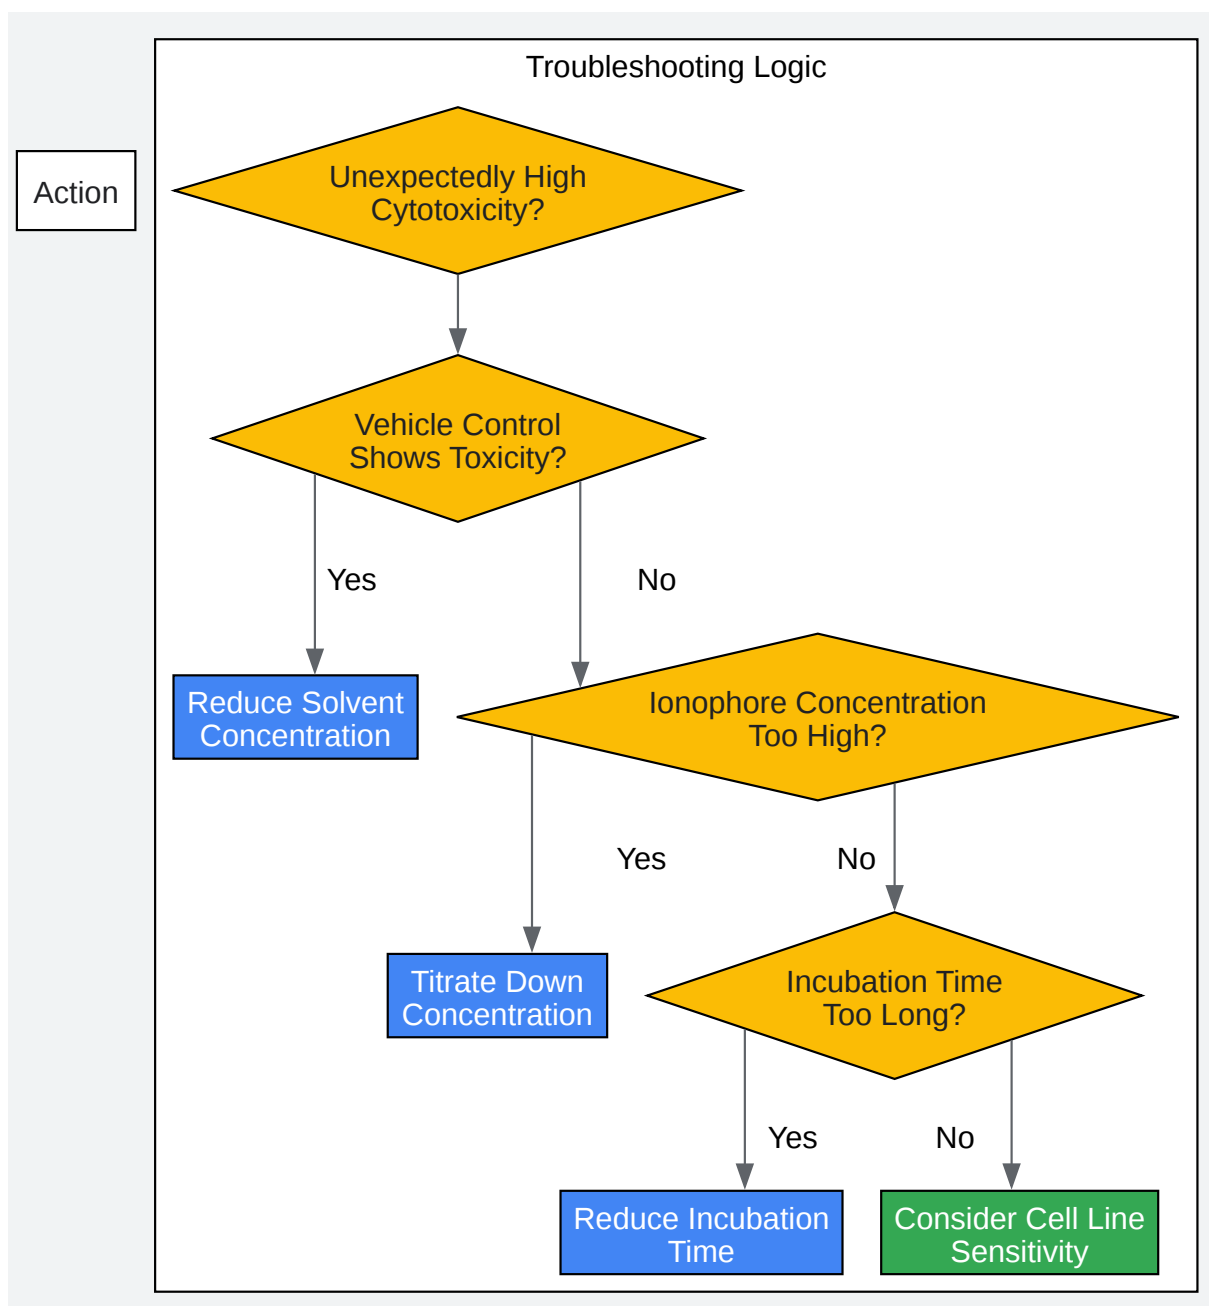 Troubleshooting Logic
Action
Unexpectedly High
Cytotoxicity?
Vehicle Control
Shows Toxicity?
Yes
No
Reduce Solvent
Concentration
Ionophore Concentration
Too High?
Yes
No
Titrate Down
Concentration
Incubation Time
Too Long?
Yes
No
Reduce Incubation
Time
Consider Cell Line
Sensitivity